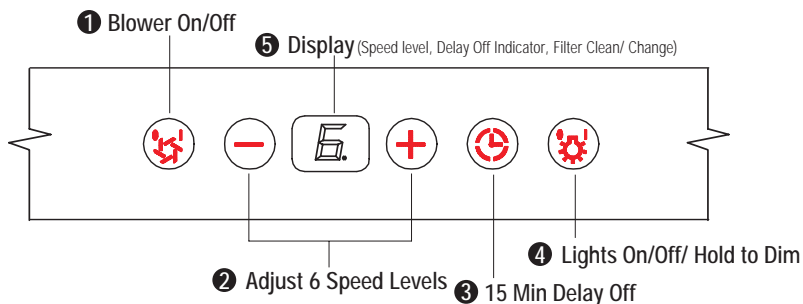 ❶ Blower On/Off
❺ Display (Speed level, Delay Off Indicator, Filter Clean/ Change)
6.
❷ Adjust 6 Speed Levels
❸ 15 Min Delay Off
❹ Lights On/Off/ Hold to Dim